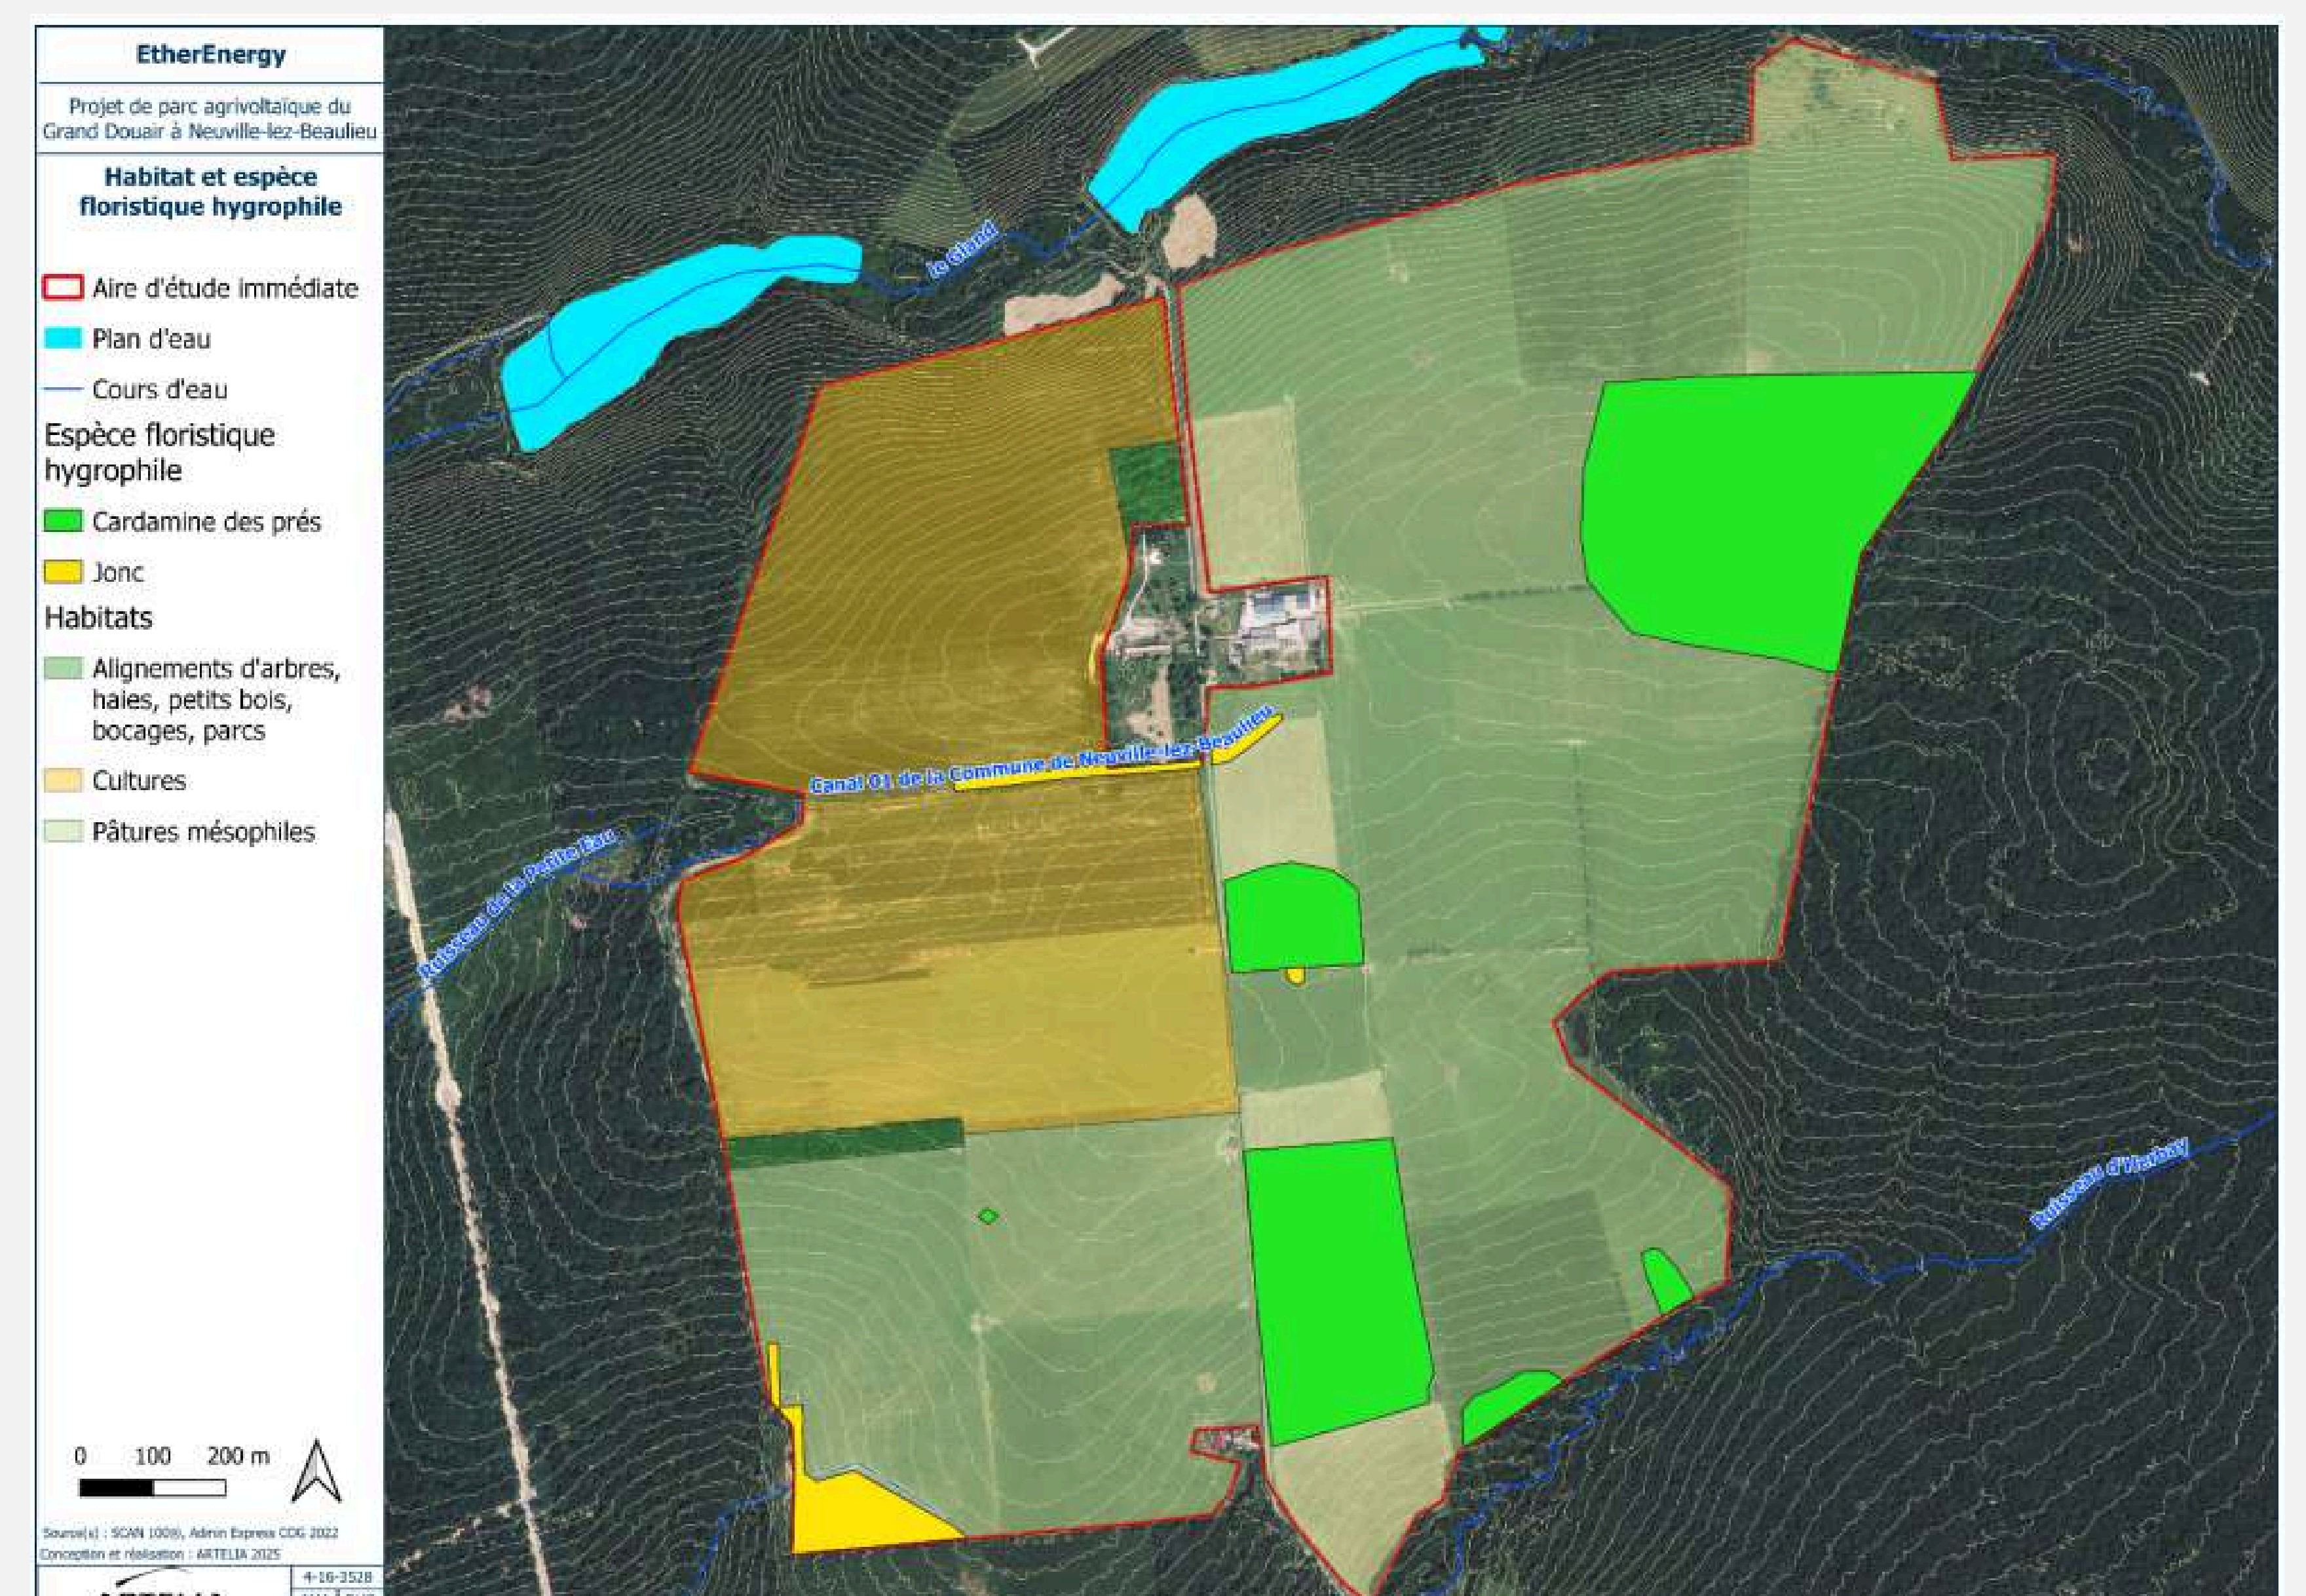 EtherEnergy
Projet de parc agrivoltaïque du
Grand Douair à Neuville-lez-Beaulieu
Habitat et espèce
floristique hygrophile
Aire d'étude immédiate
Plan d'eau
Cours d'eau
Espèce floristique
hygrophile
Cardamine des prés
Jonc
Habitats
Alignements d'arbres,
haies, petits bois,
bocages, parcs
Cultures
Pâtures mésophiles
0 100 200 m
Source(s) : SCAN 100®, Admin Express COG 2022
Conception et réalisation : ARTELIA 2025
4-16-3528
le Gland
Canal 01 de la Commune de Neuville-lez-Beaulieu
Ruisseau de la Petite Eau
Ruisseau d'Herbay